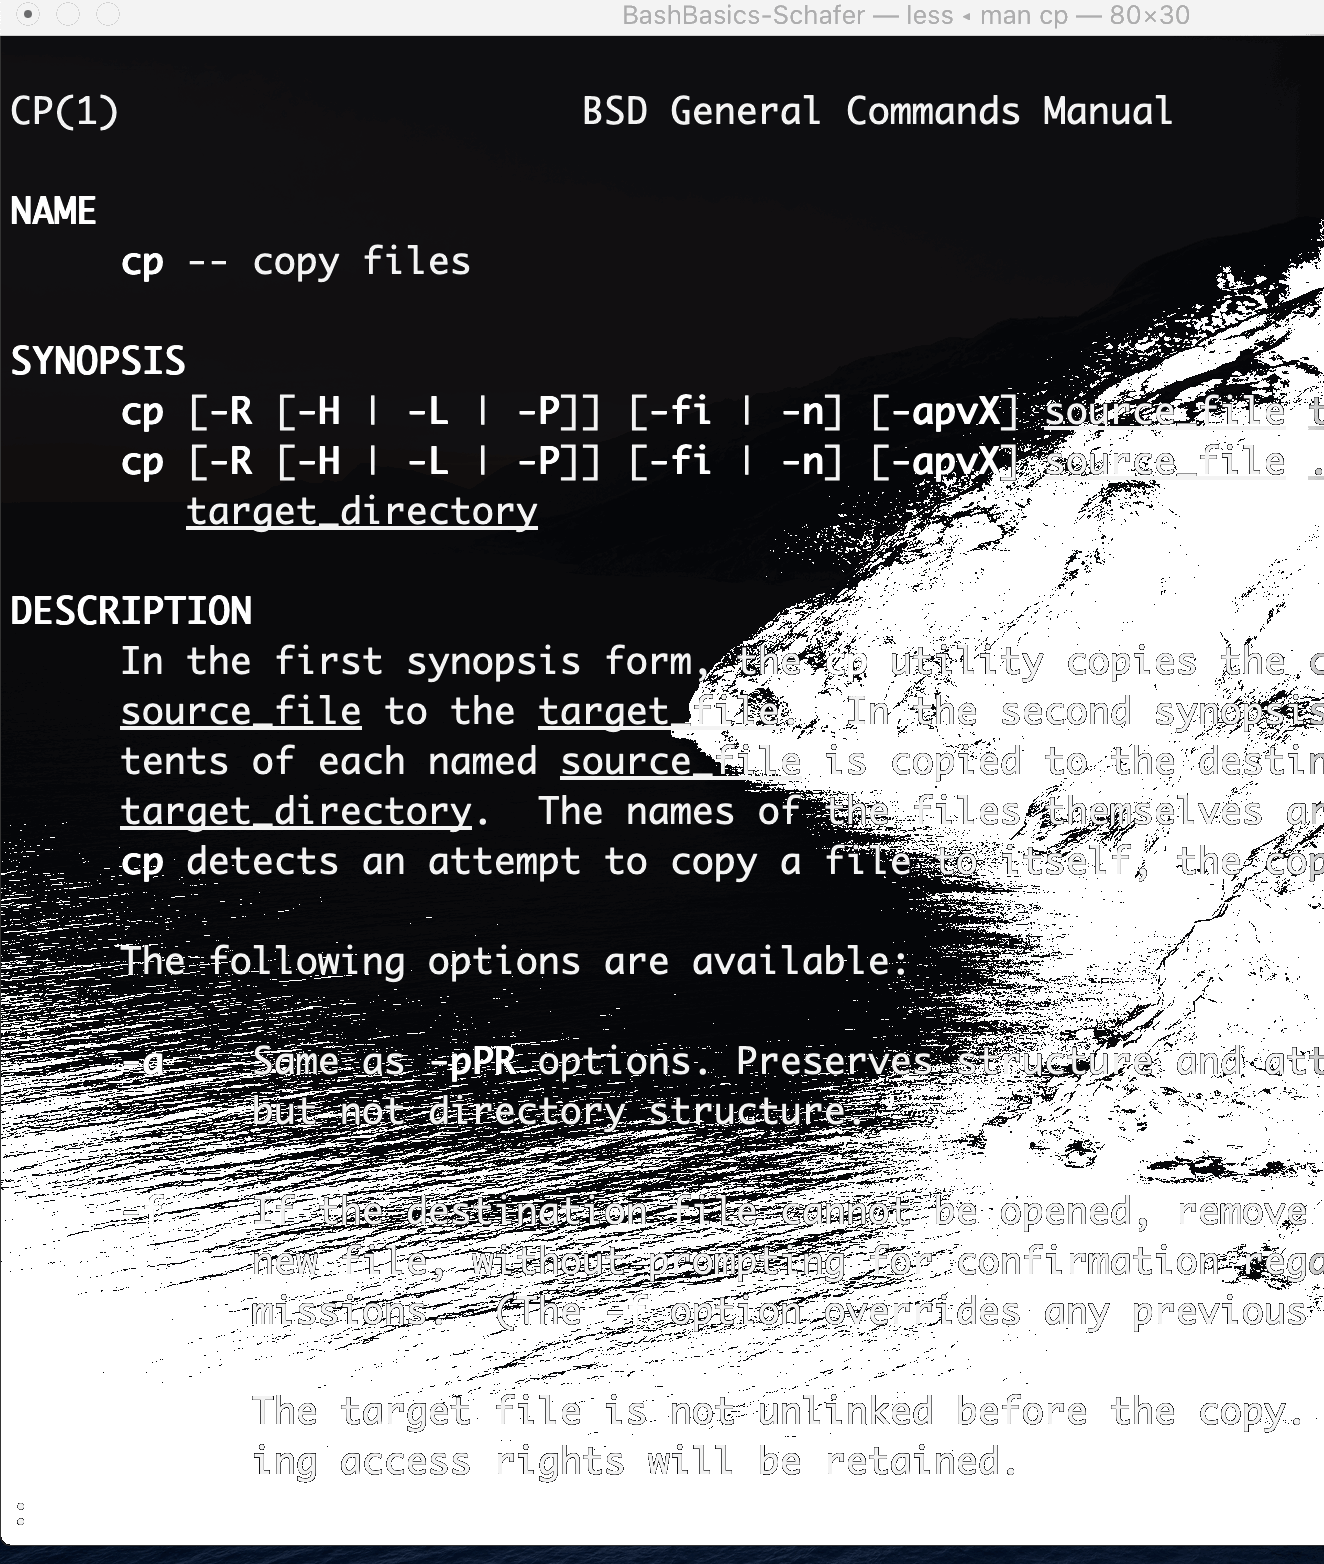 BashBasics-Schafer — less ◂ man cp — 80×30
CP(1) BSD General Commands Manual
NAME
cp -- copy files
SYNOPSIS
cp [-R [-H | -L | -P]] [-fi | -n] [-apvX] source_file t
cp [-R [-H | -L | -P]] [-fi | -n] [-apvX] source_file .
target_directory
DESCRIPTION
In the first synopsis form, the cp utility copies the c
source_file to the target_file. In the second synopsis
tents of each named source_file is copied to the destin
target_directory. The names of the files themselves ar
cp detects an attempt to copy a file to itself, the cop
The following options are available:
-a Same as -pPR options. Preserves structure and att
but not directory structure.
-f If the destination file cannot be opened, remove
new file, without prompting for confirmation rega
missions. (The -f option overrides any previous
The target file is not unlinked before the copy.
ing access rights will be retained.
: